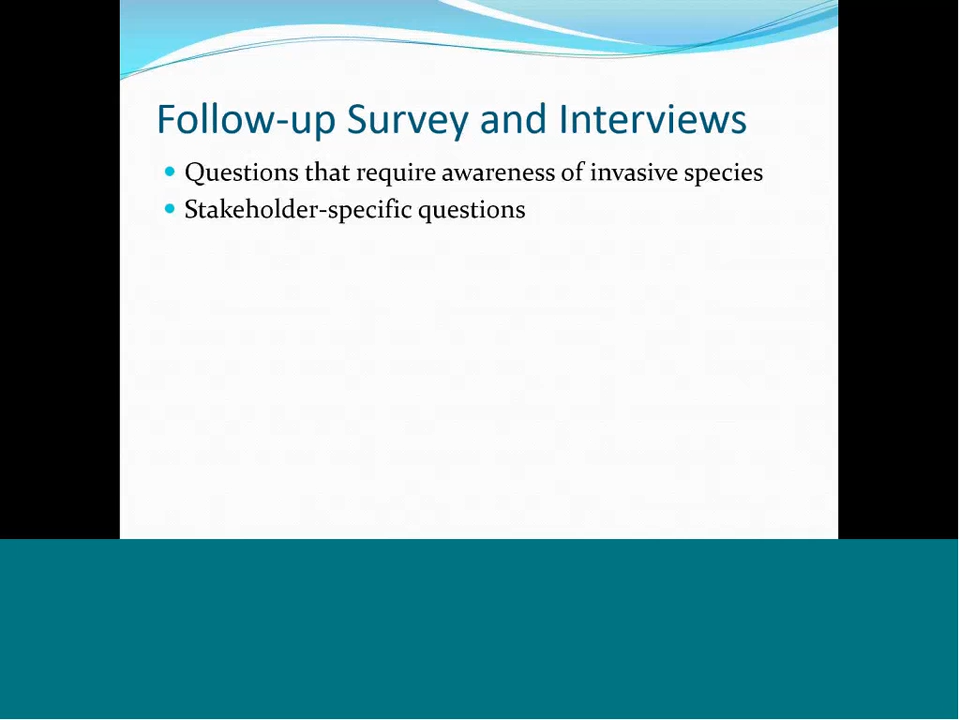 Follow-up Survey and Interviews
Questions that require awareness of invasive species
Stakeholder-specific questions